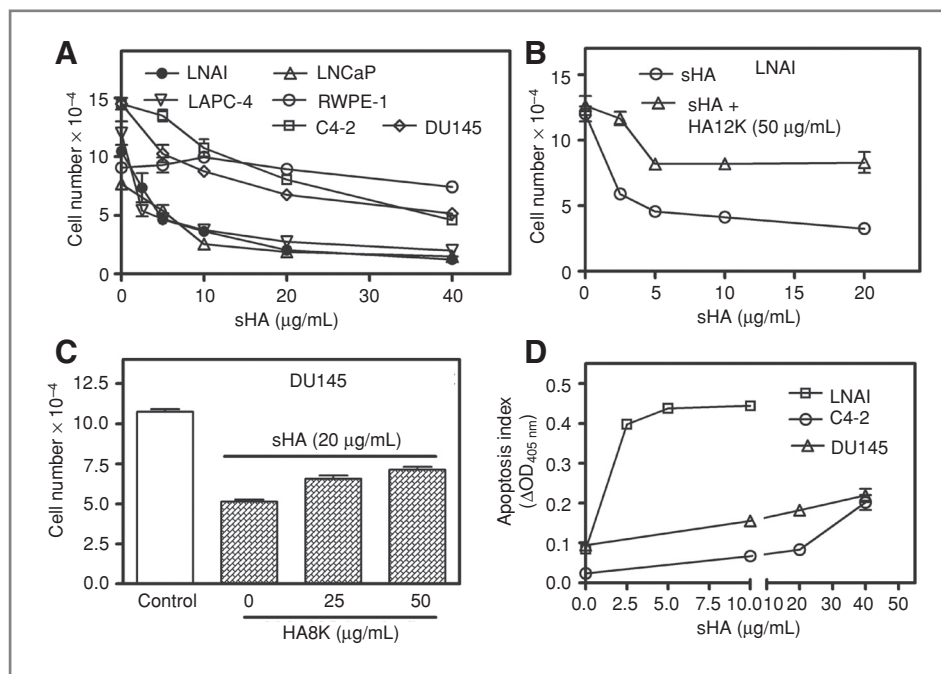 A
LNAI
LNCaP
LAPC-4
RWPE-1
C4-2
DU145
Cell number × 10⁻⁴
15
10
5
0
0 10 20 30 40
sHA (μg/mL)
B
LNAI
sHA
sHA +
HA12K (50 μg/mL)
Cell number × 10⁻⁴
15
10
5
0
0 5 10 15 20
sHA (μg/mL)
C
DU145
sHA (20 μg/mL)
Cell number × 10⁻⁴
12.5
10.0
7.5
5.0
2.5
0.0
Control 0 25 50
HA8K (μg/mL)
D
LNAI
C4-2
DU145
Apoptosis index
(ΔOD405 nm)
0.5
0.4
0.3
0.2
0.1
0.0
0.0 2.5 5.0 7.5 10.0 10 20 30 40 50
sHA (μg/mL)